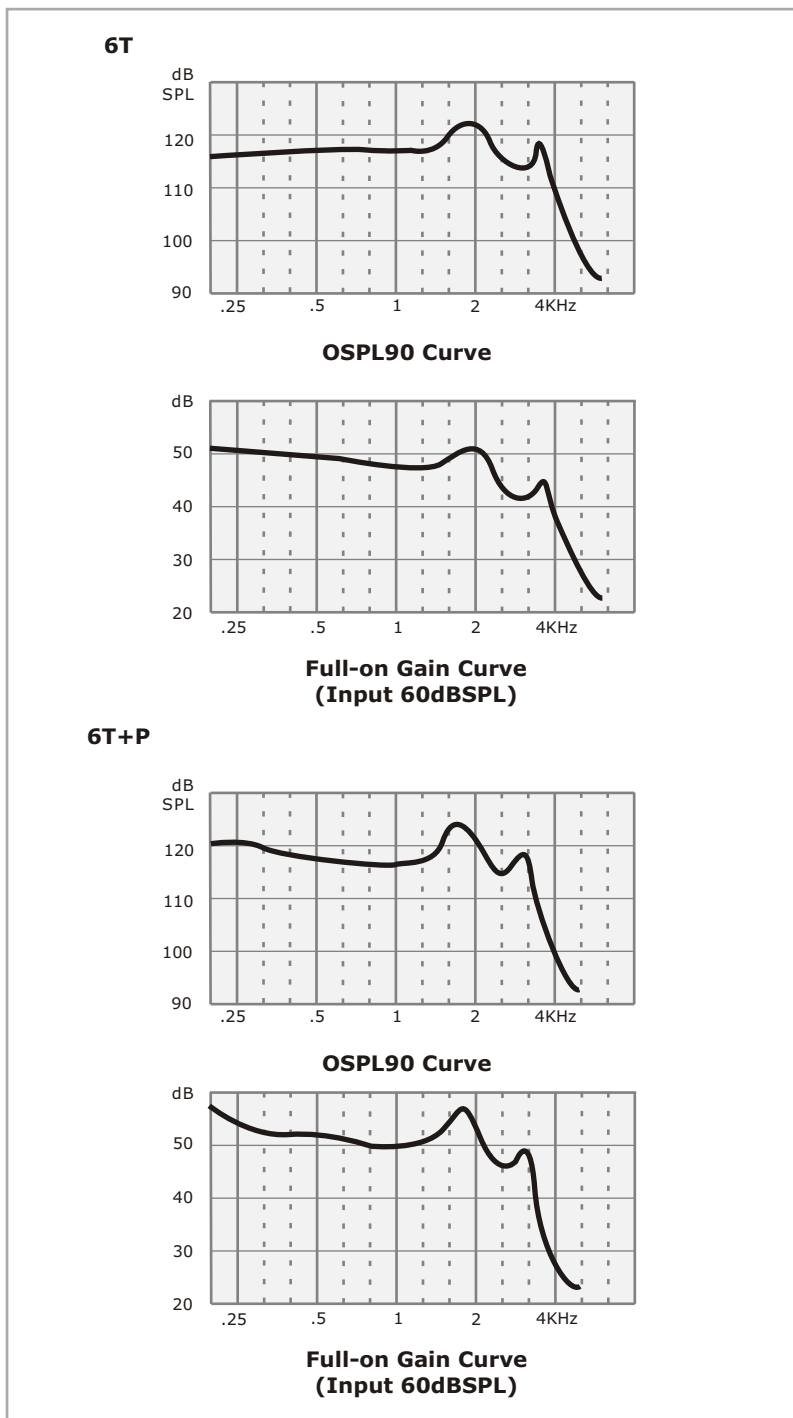 6T
dB
SPL
120
110
100
90
.25 .5 1 2 4KHz
OSPL90 Curve
dB
50
40
30
20
.25 .5 1 2 4KHz
Full-on Gain Curve
(Input 60dBSPL)
6T+P
dB
SPL
120
110
100
90
.25 .5 1 2 4KHz
OSPL90 Curve
dB
50
40
30
20
.25 .5 1 2 4KHz
Full-on Gain Curve
(Input 60dBSPL)